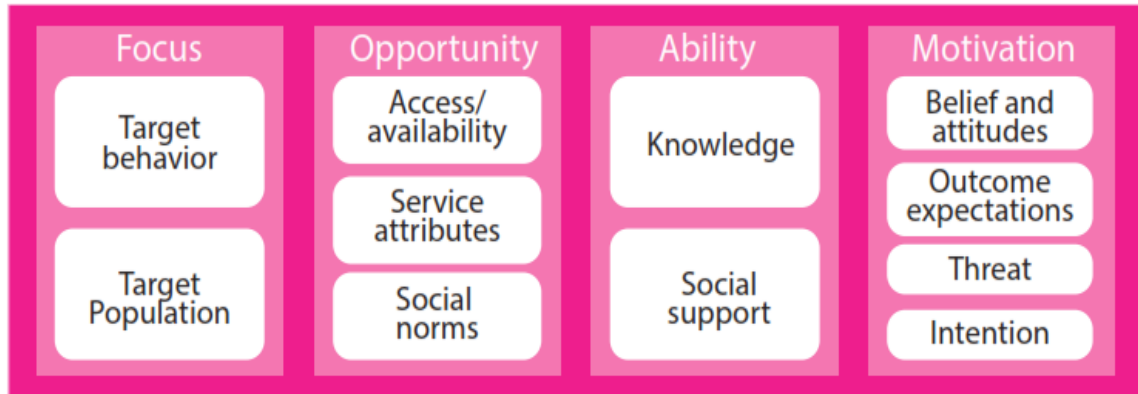 Focus
Target
behavior
Target
Population
Opportunity
Access/
availability
Service
attributes
Social
norms
Ability
Knowledge
Social
support
Motivation
Belief and
attitudes
Outcome
expectations
Threat
Intention